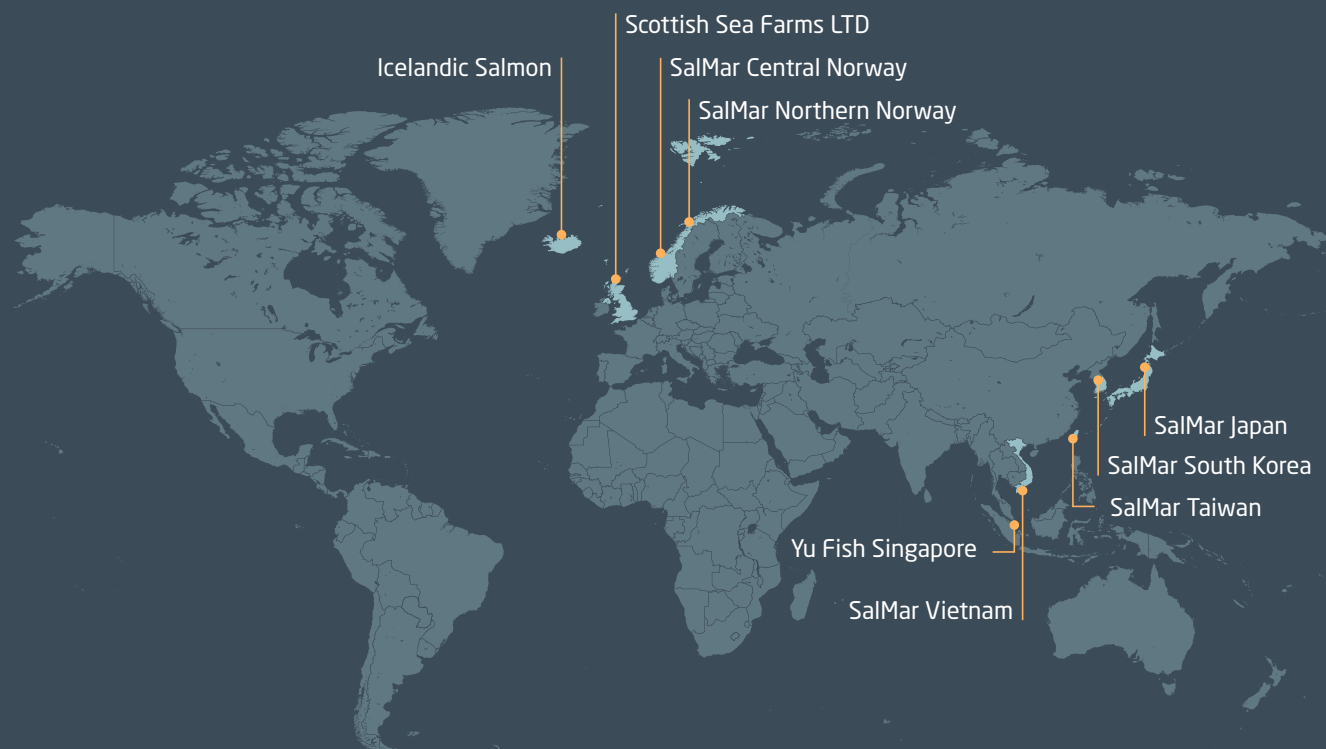 Scottish Sea Farms LTD
Icelandic Salmon
SalMar Central Norway
SalMar Northern Norway
SalMar Japan
SalMar South Korea
SalMar Taiwan
Yu Fish Singapore
SalMar Vietnam